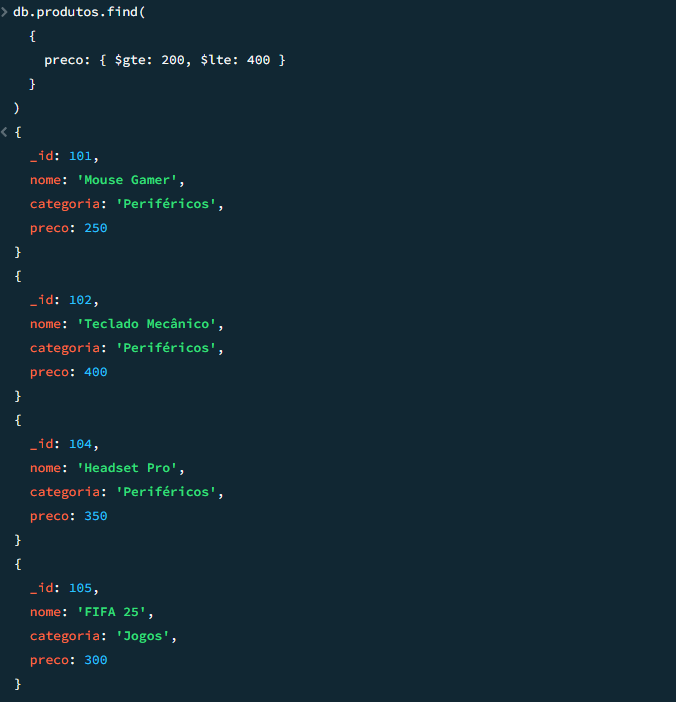 db.produtos.find(
{
preco: { $gte: 200, $lte: 400 }
}
)
{
_id: 101,
nome: 'Mouse Gamer',
categoria: 'Periféricos',
preco: 250
}
{
_id: 102,
nome: 'Teclado Mecânico',
categoria: 'Periféricos',
preco: 400
}
{
_id: 104,
nome: 'Headset Pro',
categoria: 'Periféricos',
preco: 350
}
{
_id: 105,
nome: 'FIFA 25',
categoria: 'Jogos',
preco: 300
}